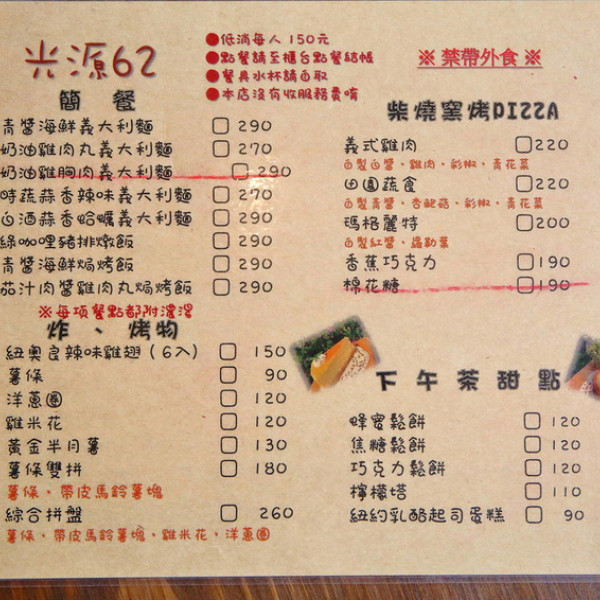 光源62
●低消每人150元
●點餐請至櫃台點餐結帳
●餐具水杯請自取
●本店沒有收服務費唷
※ 禁帶外食 ※
簡 餐
青醬海鮮義大利麵 290
奶油雞肉丸義大利麵 270
奶油雞胸肉義大利麵 290
時蔬蒜香辣味義大利麵 270
白酒蒜香蛤蠣義大利麵 290
綠咖哩豬排燉飯 290
青醬海鮮焗烤飯 290
茄汁肉醬雞肉丸焗烤飯 290
※每項餐點都附濃湯
炸、烤物
紐奧良辣味雞翅（6入） 150
薯條 90
洋蔥圈 120
雞米花 120
黃金半月薯 130
薯條雙拼 180
薯條、帶皮馬鈴薯塊
綜合拼盤 260
薯條、帶皮馬鈴薯塊、雞米花、洋蔥圈
柴燒窯烤PIZZA
義式雞肉 220
自製白醬、雞肉、彩椒、青花菜
田園蔬食 220
自製青醬、杏鮑菇、彩椒、青花菜
瑪格麗特 200
自製紅醬、羅勒葉
香蕉巧克力 190
棉花糖 190
下午茶甜點
蜂蜜鬆餅 120
焦糖鬆餅 120
巧克力鬆餅 120
檸檬塔 110
紐約乳酪起司蛋糕 90